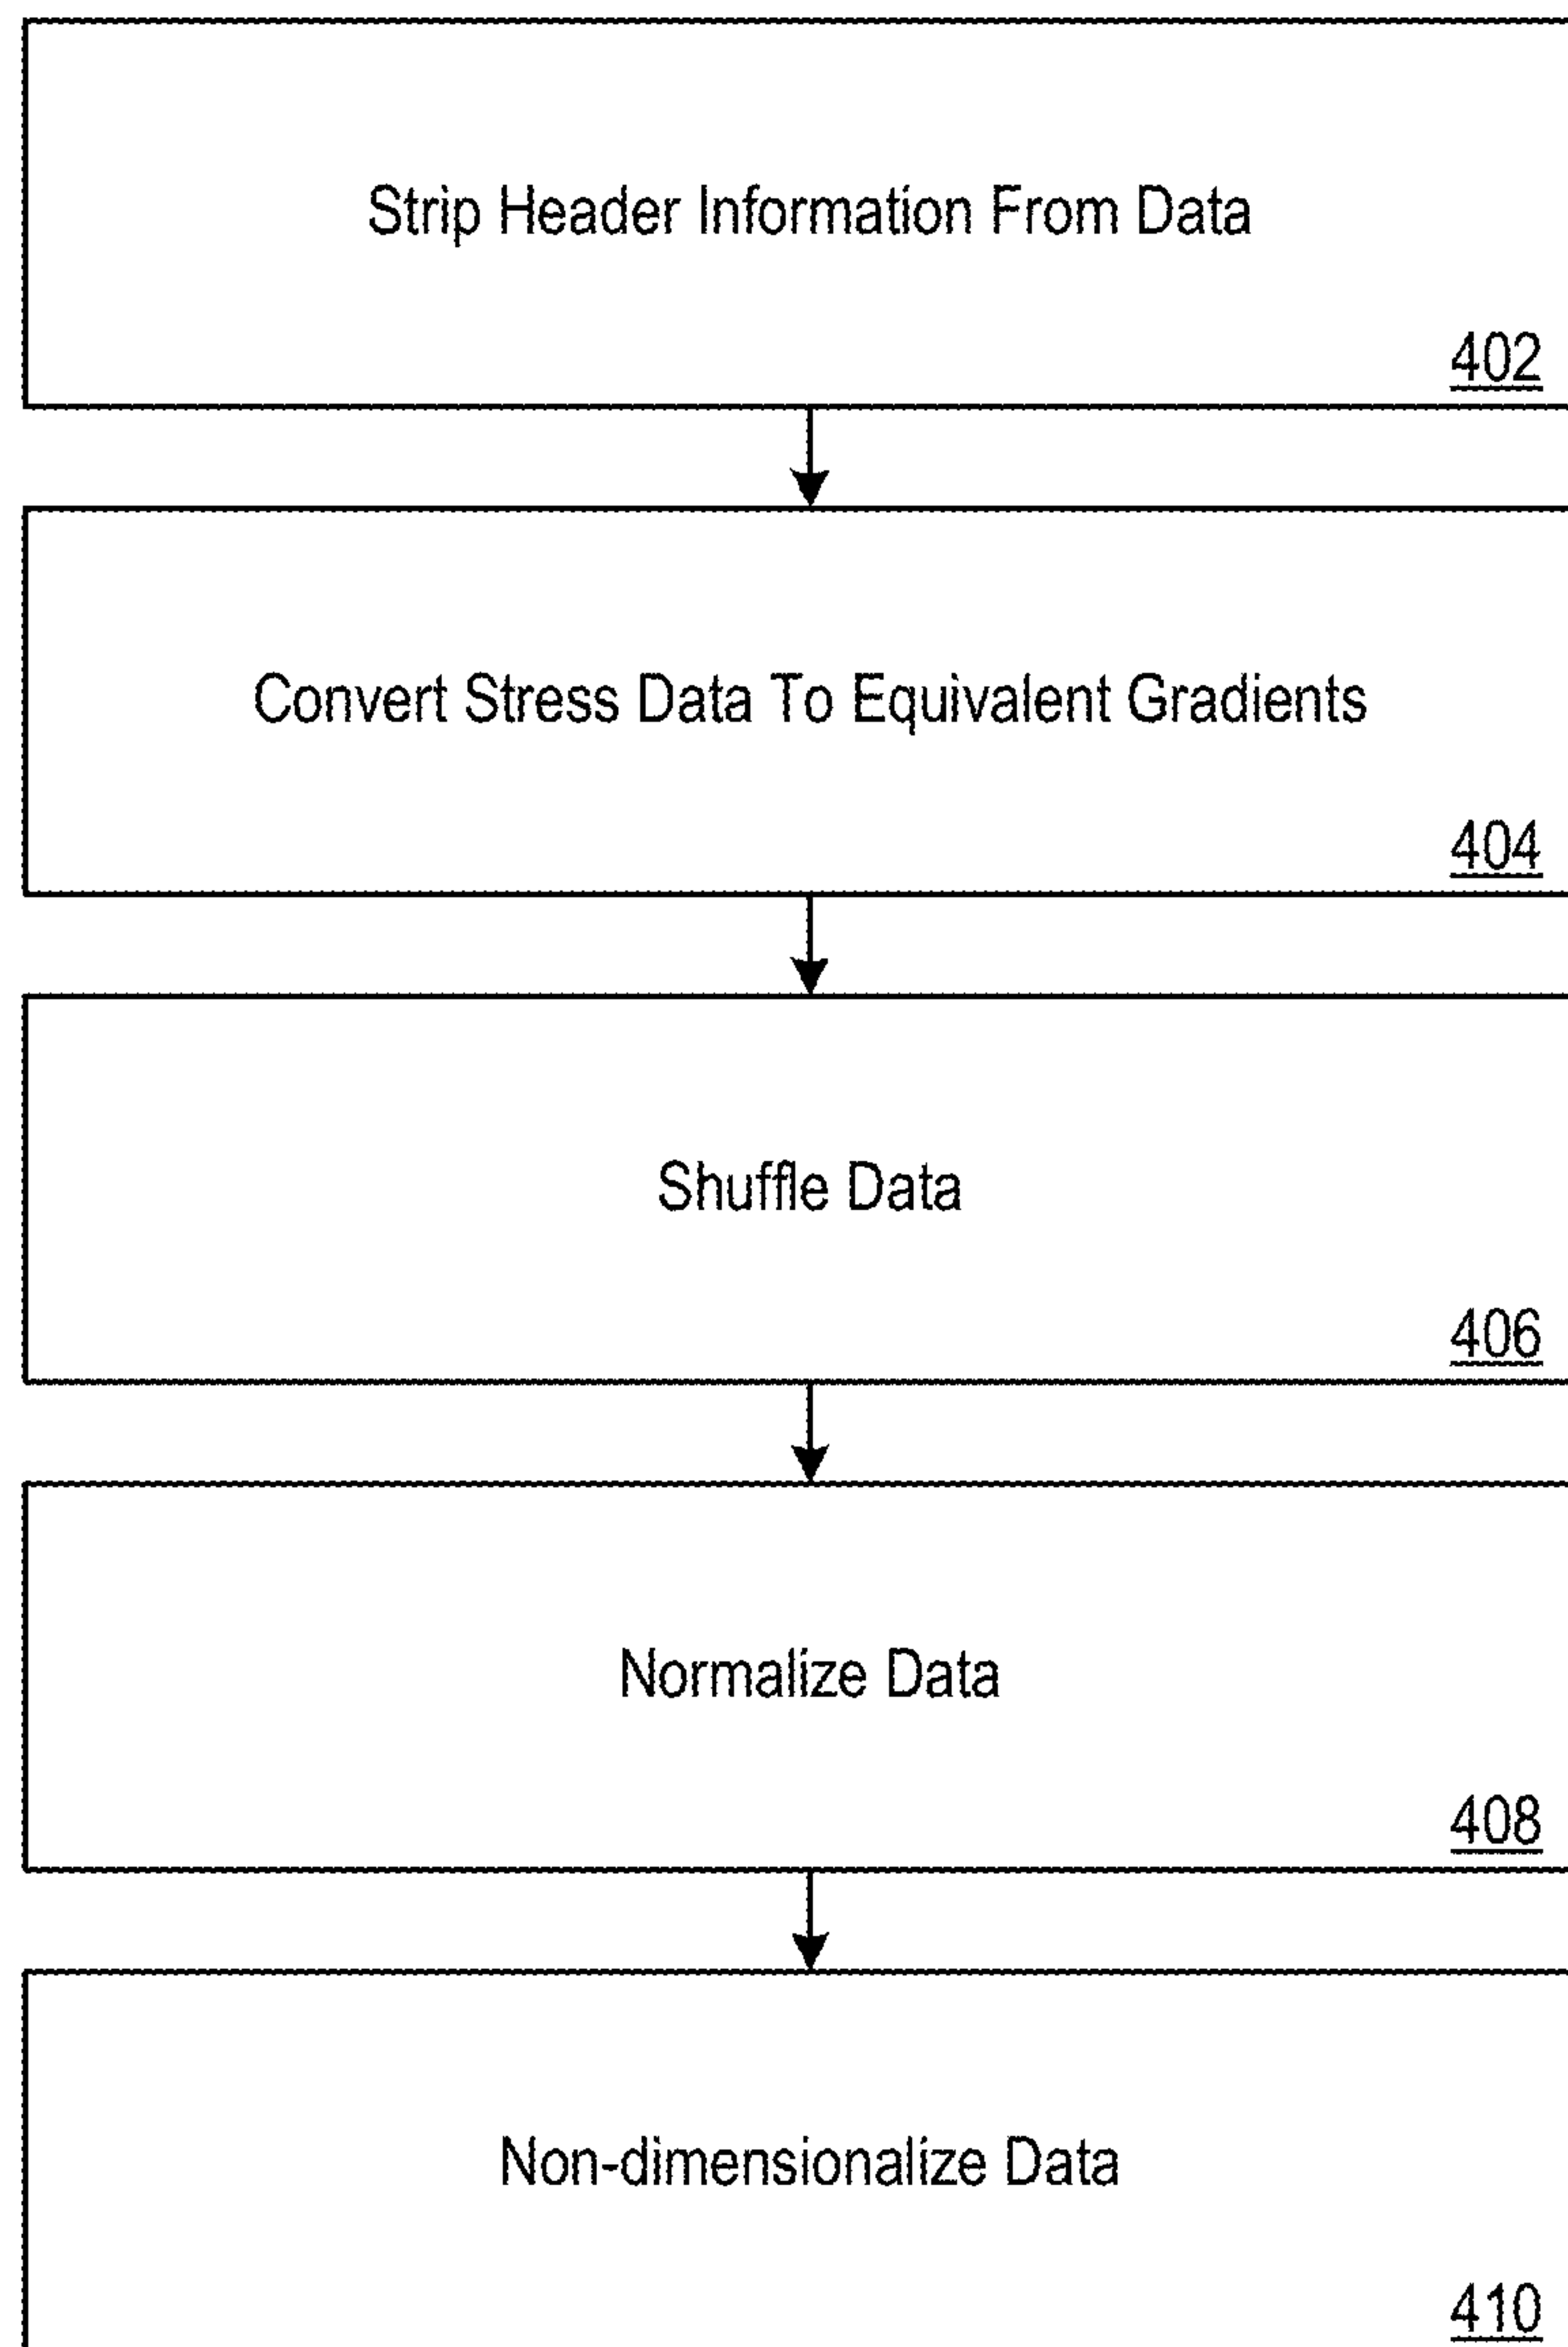 Strip Header Information From Data
402
Convert Stress Data To Equivalent Gradients
404
Shuffle Data
406
Normalize Data
408
Non-dimensionalize Data
410